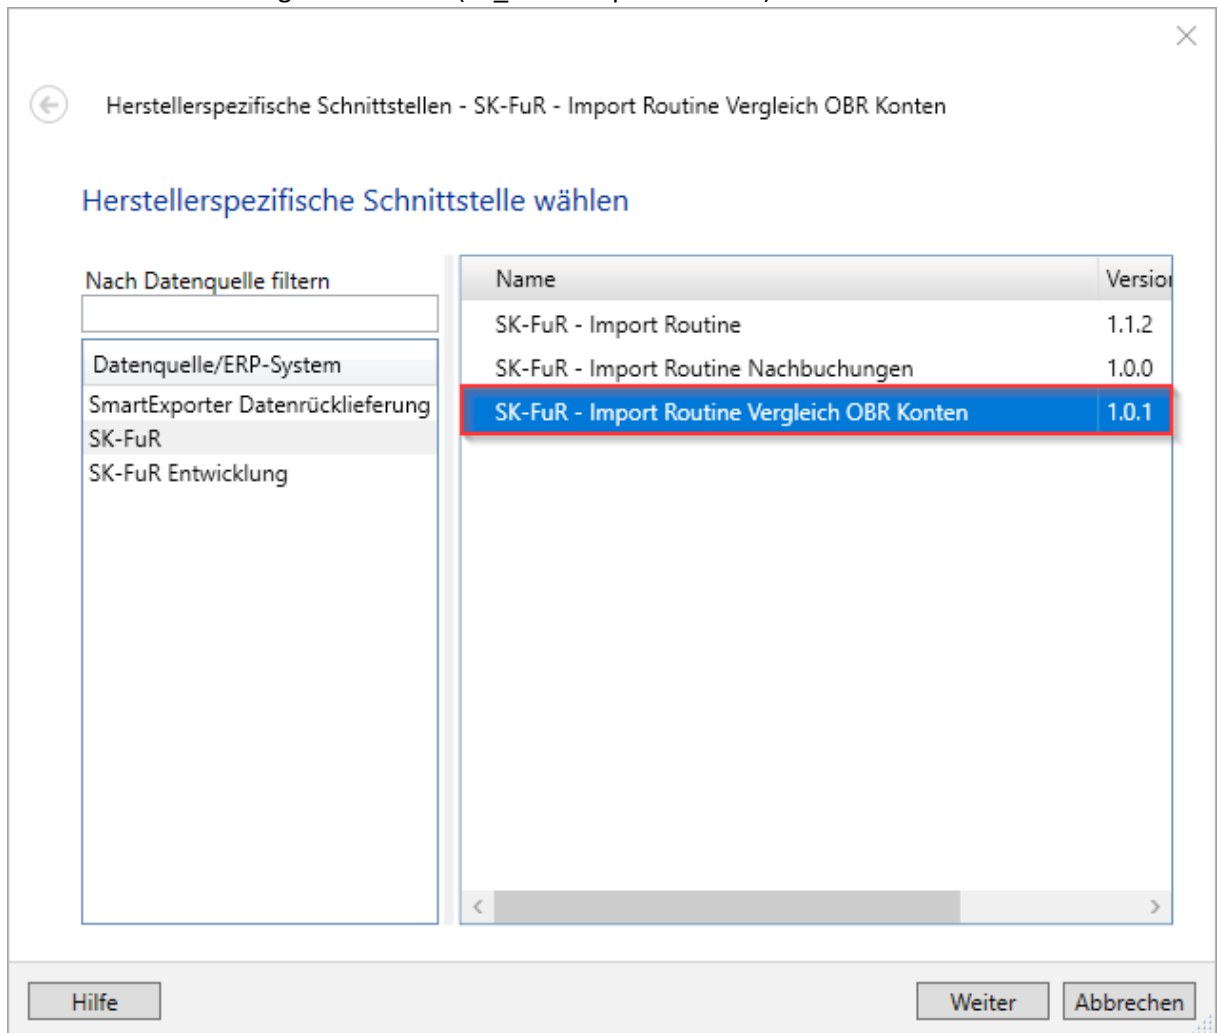 Herstellerspezifische Schnittstellen - SK-FuR - Import Routine Vergleich OBR Konten
Herstellerspezifische Schnittstelle wählen
Nach Datenquelle filtern
Datenquelle/ERP-System
SmartExporter Datenrücklieferung
SK-FuR
SK-FuR Entwicklung
Name Version
SK-FuR - Import Routine 1.1.2
SK-FuR - Import Routine Nachbuchungen 1.0.0
SK-FuR - Import Routine Vergleich OBR Konten 1.0.1
Hilfe Weiter Abbrechen